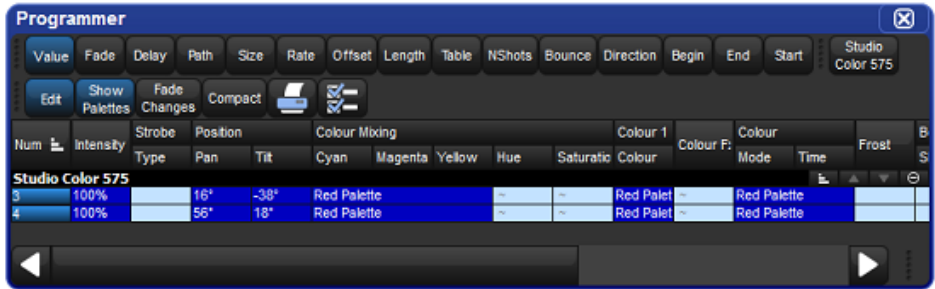 Programmer
Value Fade Delay Path Size Rate Offset Length Table NShots Bounce Direction Begin End Start Studio Color 575
Edit Show Palettes Fade Changes Compact
Num Intensity Strobe Position Colour Mixing Colour 1 Colour F: Colour Frost B
Type Pan Tilt Cyan Magenta Yellow Hue Saturatio Colour Mode Time S
Studio Color 575
3 100% 16° -38° Red Palette ~ ~ Red Palet ~ Red Palette
4 100% 56° 18° Red Palette ~ ~ Red Palet ~ Red Palette